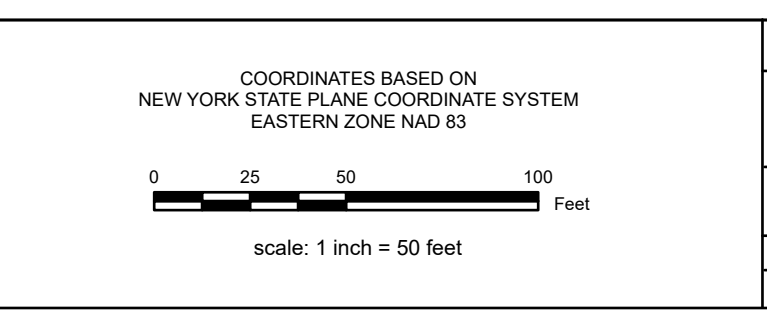 COORDINATES BASED ON
NEW YORK STATE PLANE COORDINATE SYSTEM
EASTERN ZONE NAD 83
0 25 50 100
Feet
scale: 1 inch = 50 feet